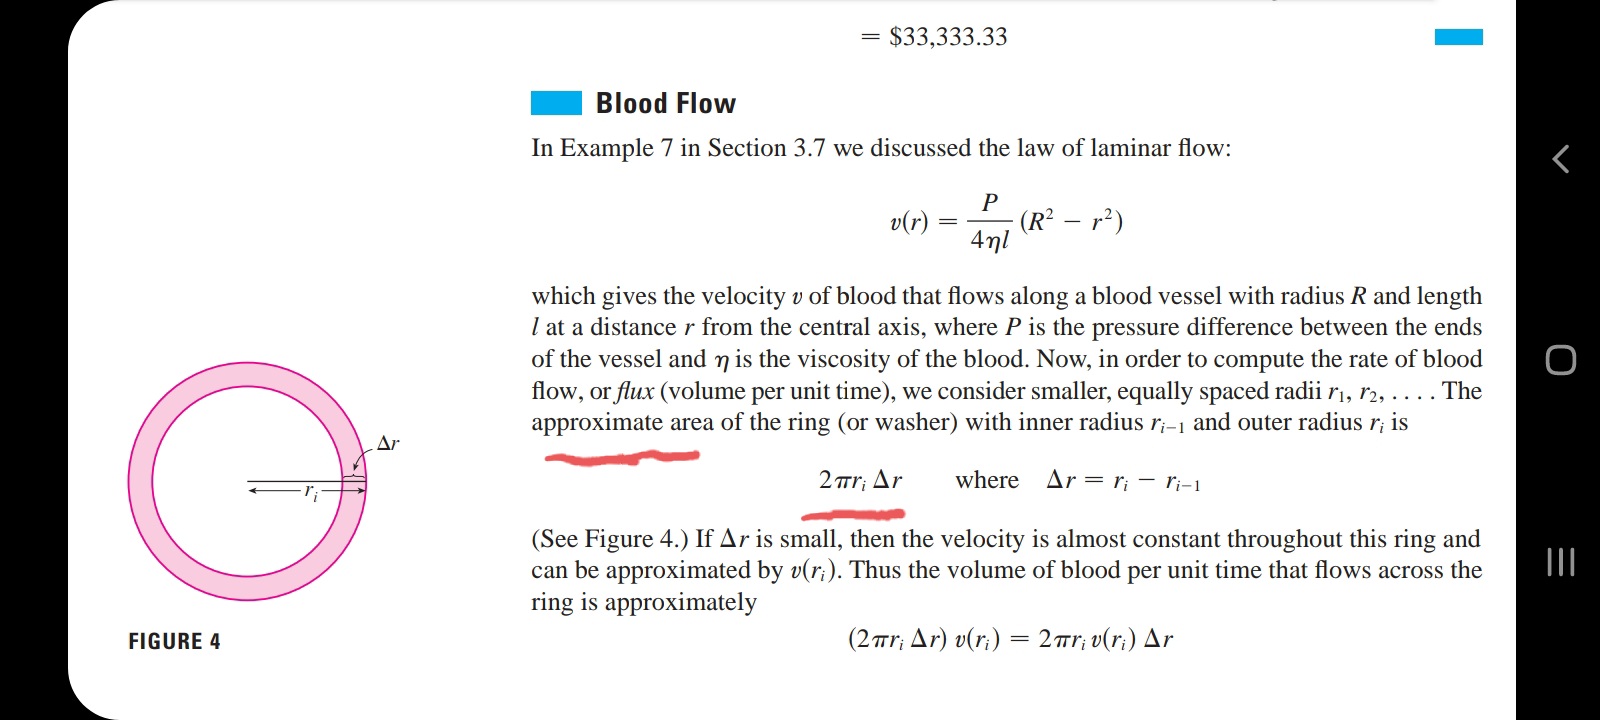 = $33,333.33
Blood Flow
In Example 7 in Section 3.7 we discussed the law of laminar flow:
v(r) = P/4ηl (R² − r²)
which gives the velocity v of blood that flows along a blood vessel with radius R and length
l at a distance r from the central axis, where P is the pressure difference between the ends
of the vessel and η is the viscosity of the blood. Now, in order to compute the rate of blood
flow, or flux (volume per unit time), we consider smaller, equally spaced radii r₁, r₂, . . . . The
approximate area of the ring (or washer) with inner radius rᵢ₋₁ and outer radius rᵢ is
2πrᵢ Δr where Δr = rᵢ − rᵢ₋₁
(See Figure 4.) If Δr is small, then the velocity is almost constant throughout this ring and
can be approximated by v(rᵢ). Thus the volume of blood per unit time that flows across the
ring is approximately
(2πrᵢ Δr) v(rᵢ) = 2πrᵢ v(rᵢ) Δr
Δr
rᵢ
FIGURE 4